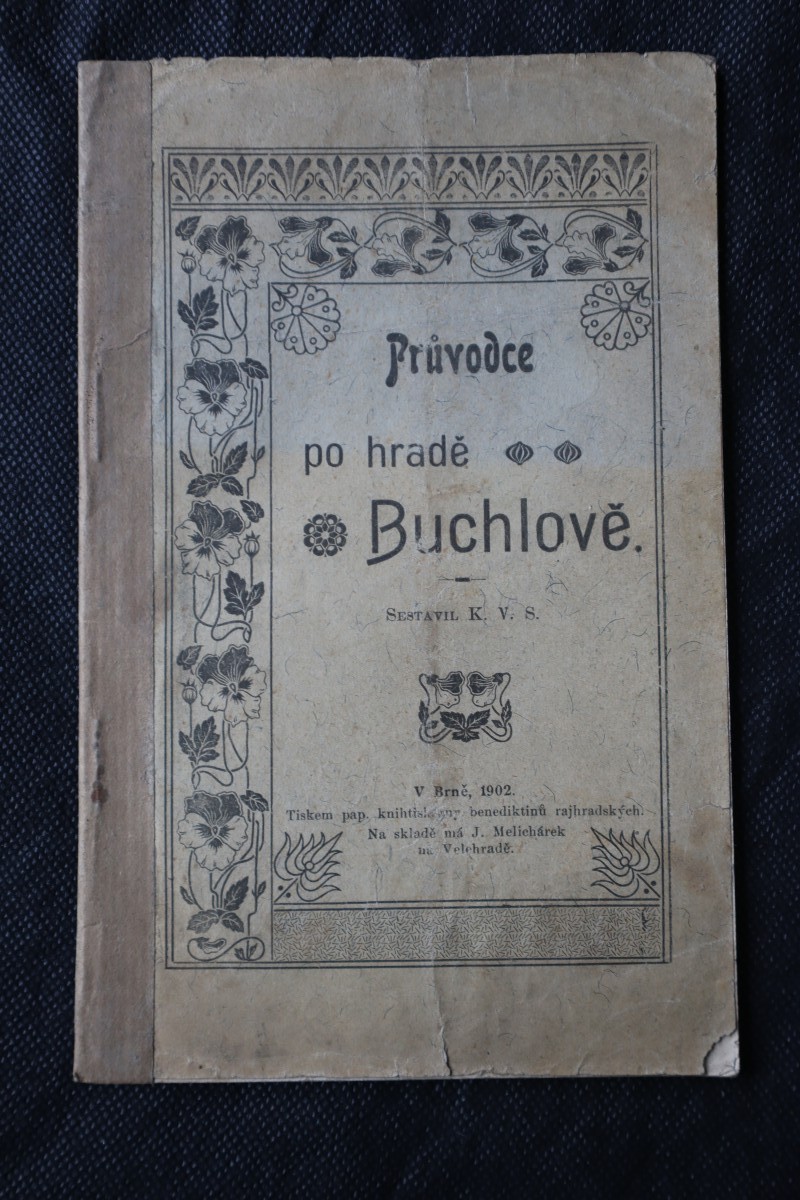 Průvodce
po hradě
Buchlově.
Sestavil K. V. S.
V Brně, 1902.
Tiskem pap. knihtiskárny benediktinů rajhradských.
Na skladě má J. Melichárek
na Velehradě.